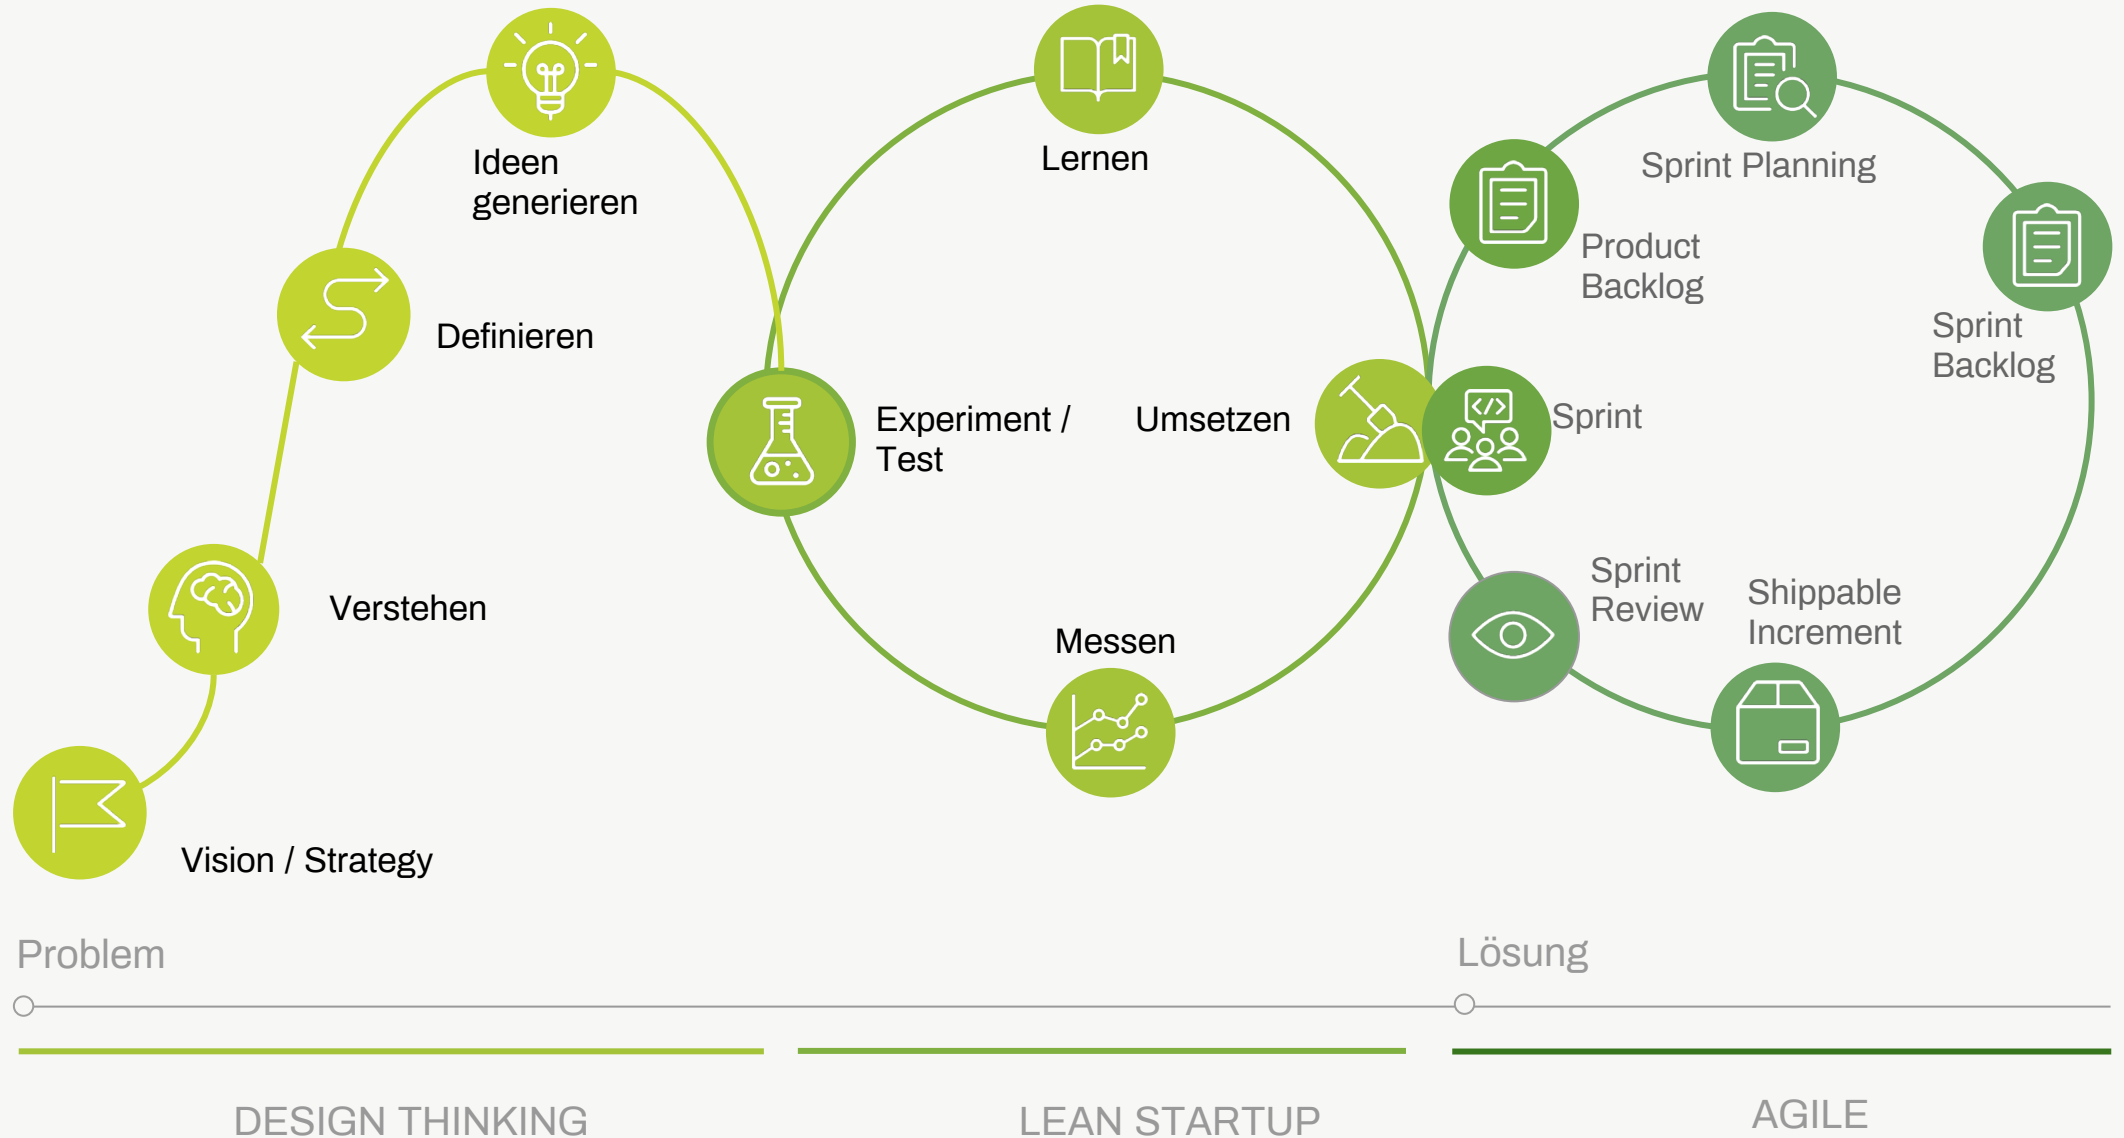 Ideen
generieren
Definieren
Verstehen
Vision / Strategy
Lernen
Experiment /
Test
Umsetzen
Messen
Sprint Planning
Product
Backlog
Sprint
Backlog
Sprint
Sprint
Review
Shippable
Increment
Problem
Lösung
DESIGN THINKING
LEAN STARTUP
AGILE